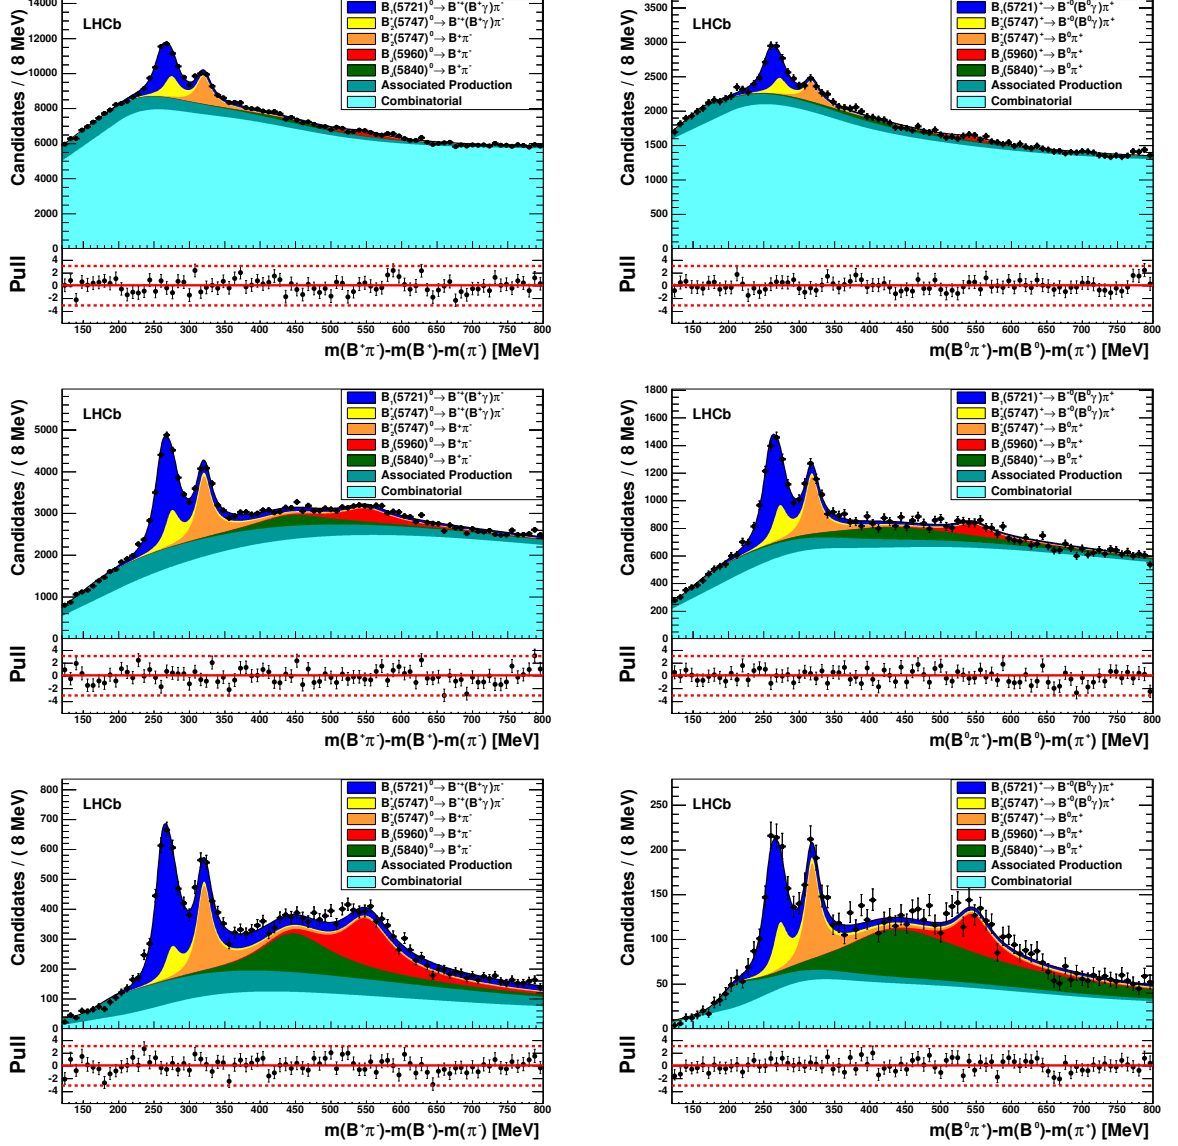 LHCb
B₁(5721)⁰→ B*⁺(B⁺γ)π⁻
B₂*(5747)⁰→ B*⁺(B⁺γ)π⁻
B₂*(5747)⁰→ B⁺π⁻
B_J(5960)⁰→ B⁺π⁻
B_J(5840)⁰→ B⁺π⁻
Associated Production
Combinatorial
Candidates / ( 8 MeV)
14000
12000
10000
8000
6000
4000
2000
0
Pull
4
2
0
-2
-4
150 200 250 300 350 400 450 500 550 600 650 700 750 800
m(B⁺π⁻)-m(B⁺)-m(π⁻) [MeV]
LHCb
B₁(5721)⁺→ B*⁰(B⁰γ)π⁺
B₂*(5747)⁺→ B*⁰(B⁰γ)π⁺
B₂*(5747)⁺→ B⁰π⁺
B_J(5960)⁺→ B⁰π⁺
B_J(5840)⁺→ B⁰π⁺
Associated Production
Combinatorial
Candidates / ( 8 MeV)
3500
3000
2500
2000
1500
1000
500
0
Pull
4
2
0
-2
-4
150 200 250 300 350 400 450 500 550 600 650 700 750 800
m(B⁰π⁺)-m(B⁰)-m(π⁺) [MeV]
LHCb
B₁(5721)⁰→ B*⁺(B⁺γ)π⁻
B₂*(5747)⁰→ B*⁺(B⁺γ)π⁻
B₂*(5747)⁰→ B⁺π⁻
B_J(5960)⁰→ B⁺π⁻
B_J(5840)⁰→ B⁺π⁻
Associated Production
Combinatorial
Candidates / ( 8 MeV)
5000
4000
3000
2000
1000
0
Pull
4
2
0
-2
-4
150 200 250 300 350 400 450 500 550 600 650 700 750 800
m(B⁺π⁻)-m(B⁺)-m(π⁻) [MeV]
LHCb
B₁(5721)⁺→ B*⁰(B⁰γ)π⁺
B₂*(5747)⁺→ B*⁰(B⁰γ)π⁺
B₂*(5747)⁺→ B⁰π⁺
B_J(5960)⁺→ B⁰π⁺
B_J(5840)⁺→ B⁰π⁺
Associated Production
Combinatorial
Candidates / ( 8 MeV)
1800
1600
1400
1200
1000
800
600
400
200
0
Pull
4
2
0
-2
-4
150 200 250 300 350 400 450 500 550 600 650 700 750 800
m(B⁰π⁺)-m(B⁰)-m(π⁺) [MeV]
LHCb
B₁(5721)⁰→ B*⁺(B⁺γ)π⁻
B₂*(5747)⁰→ B*⁺(B⁺γ)π⁻
B₂*(5747)⁰→ B⁺π⁻
B_J(5960)⁰→ B⁺π⁻
B_J(5840)⁰→ B⁺π⁻
Associated Production
Combinatorial
Candidates / ( 8 MeV)
800
700
600
500
400
300
200
100
0
Pull
4
2
0
-2
-4
150 200 250 300 350 400 450 500 550 600 650 700 750 800
m(B⁺π⁻)-m(B⁺)-m(π⁻) [MeV]
LHCb
B₁(5721)⁺→ B*⁰(B⁰γ)π⁺
B₂*(5747)⁺→ B*⁰(B⁰γ)π⁺
B₂*(5747)⁺→ B⁰π⁺
B_J(5960)⁺→ B⁰π⁺
B_J(5840)⁺→ B⁰π⁺
Associated Production
Combinatorial
Candidates / ( 8 MeV)
250
200
150
100
50
0
Pull
4
2
0
-2
-4
150 200 250 300 350 400 450 500 550 600 650 700 750 800
m(B⁰π⁺)-m(B⁰)-m(π⁺) [MeV]